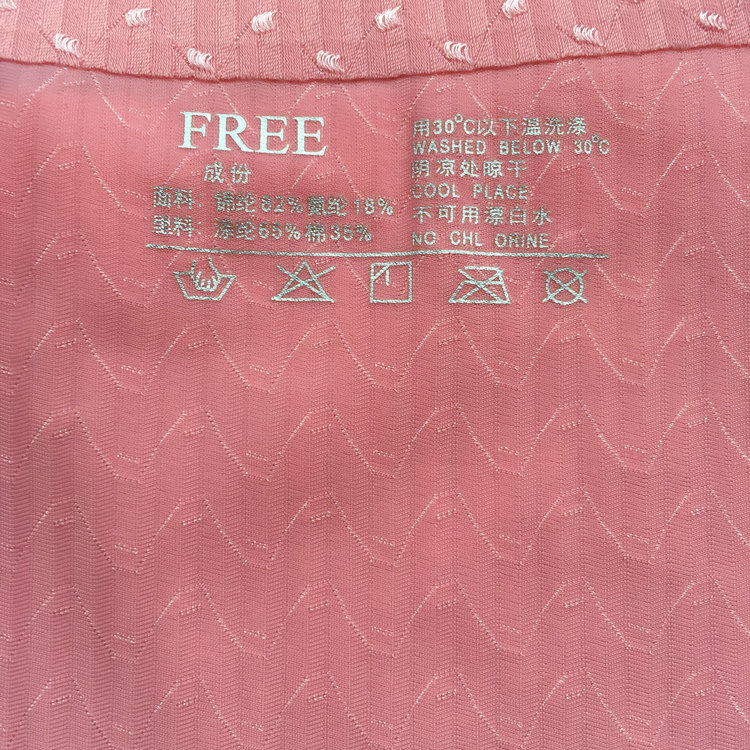 FREE
成份
面料：錦纶82%氨纶18%
里料：涤纶65%棉35%
用30°C以下温洗涤
WASHED BELOW 30°C
阴凉处晾干
COOL PLACE
不可用漂白水
NO CHL ORINE.